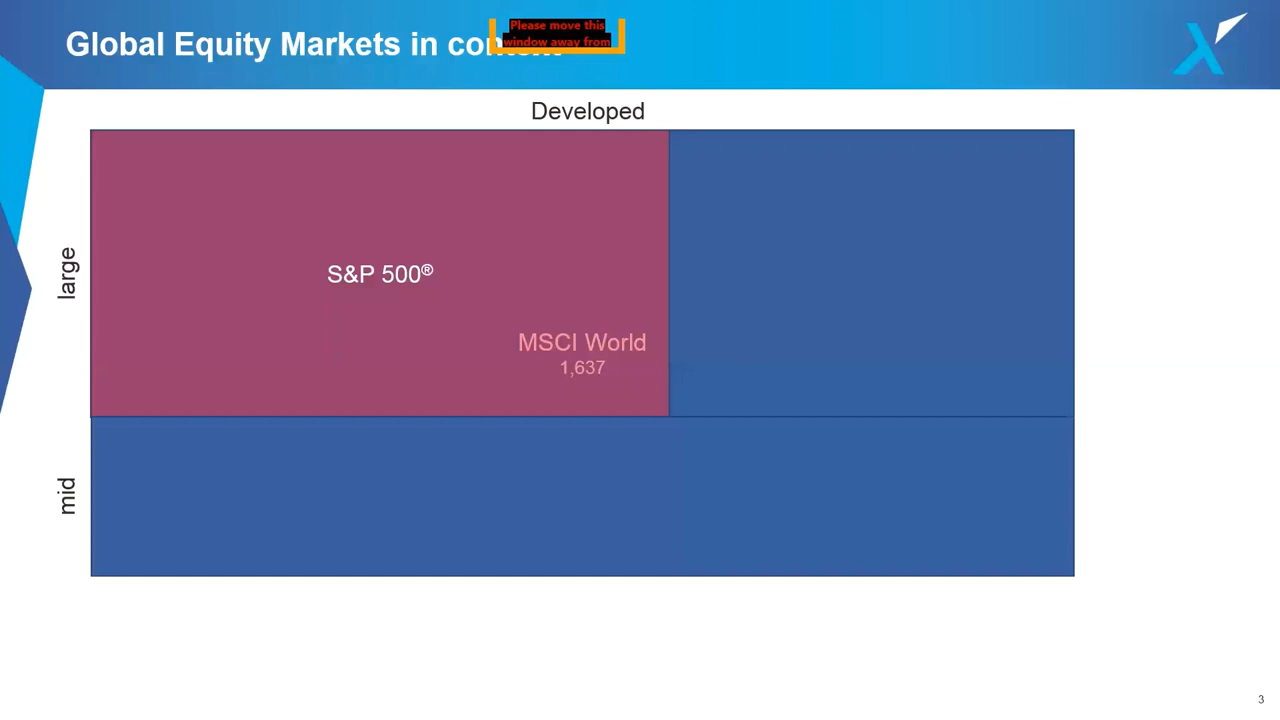 Please move this
window away from
Global Equity Markets in con
Developed
large
S&P 500®
MSCI World
1,637
mid
3